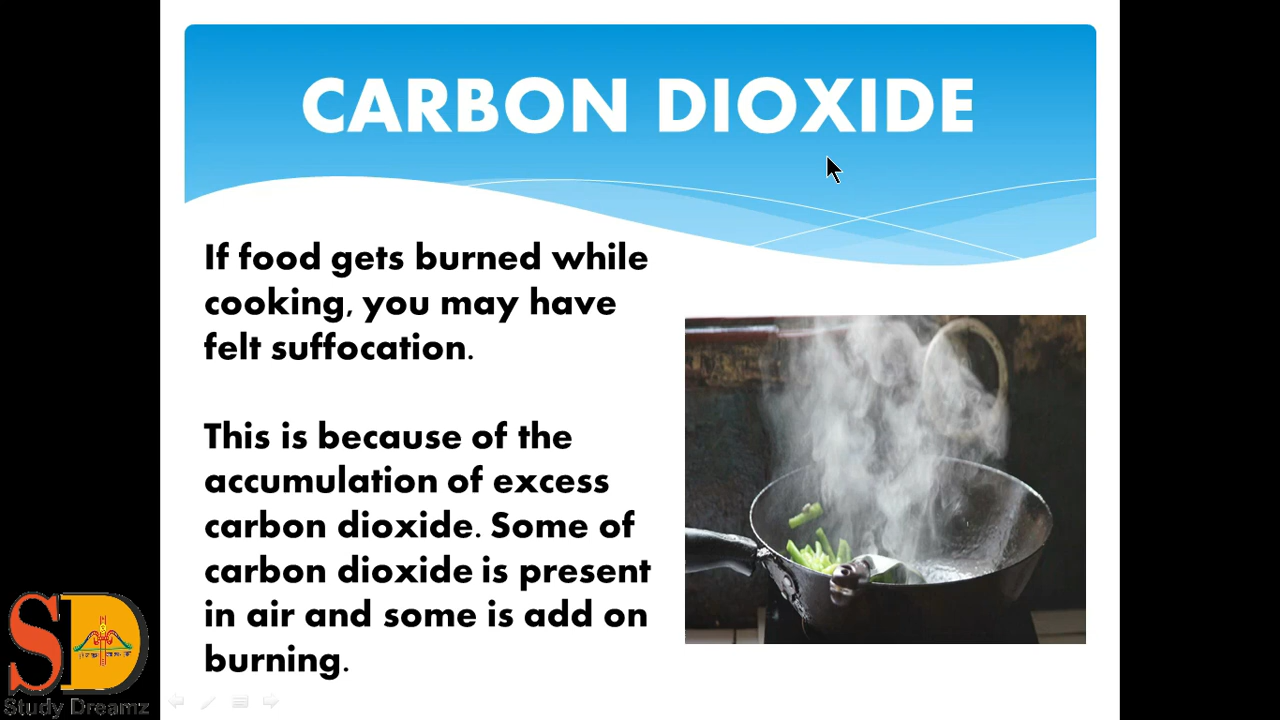 CARBON DIOXIDE
If food gets burned while
cooking, you may have
felt suffocation.
This is because of the
accumulation of excess
carbon dioxide. Some of
carbon dioxide is present
in air and some is add on
burning.
SD
Study Dreamz